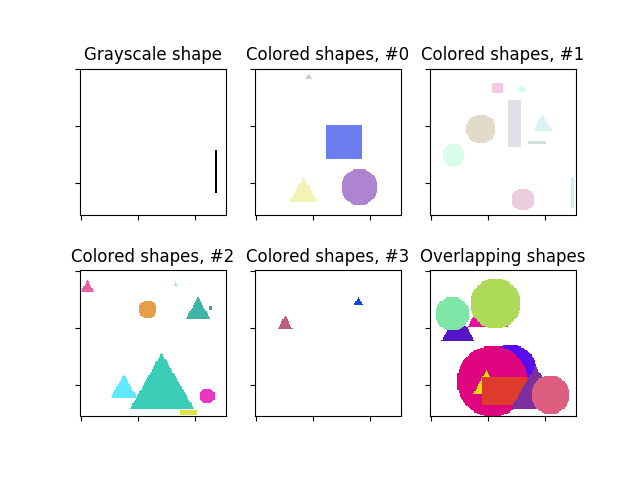 Grayscale shape
Colored shapes, #0
Colored shapes, #1
Colored shapes, #2
Colored shapes, #3
Overlapping shapes